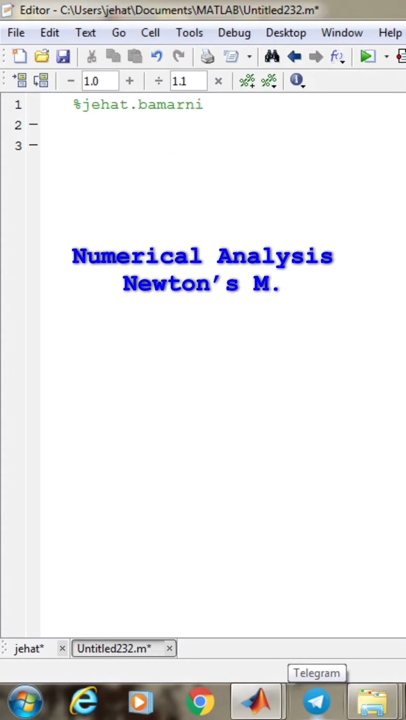 Editor - C:\Users\jehat\Documents\MATLAB\Untitled232.m*
File Edit Text Go Cell Tools Debug Desktop Window Help
− 1.0 + ÷ 1.1 ×
1 %jehat.bamarni
2 −
3 −
Numerical Analysis
Newton's M.
jehat* × Untitled232.m* ×
Telegram